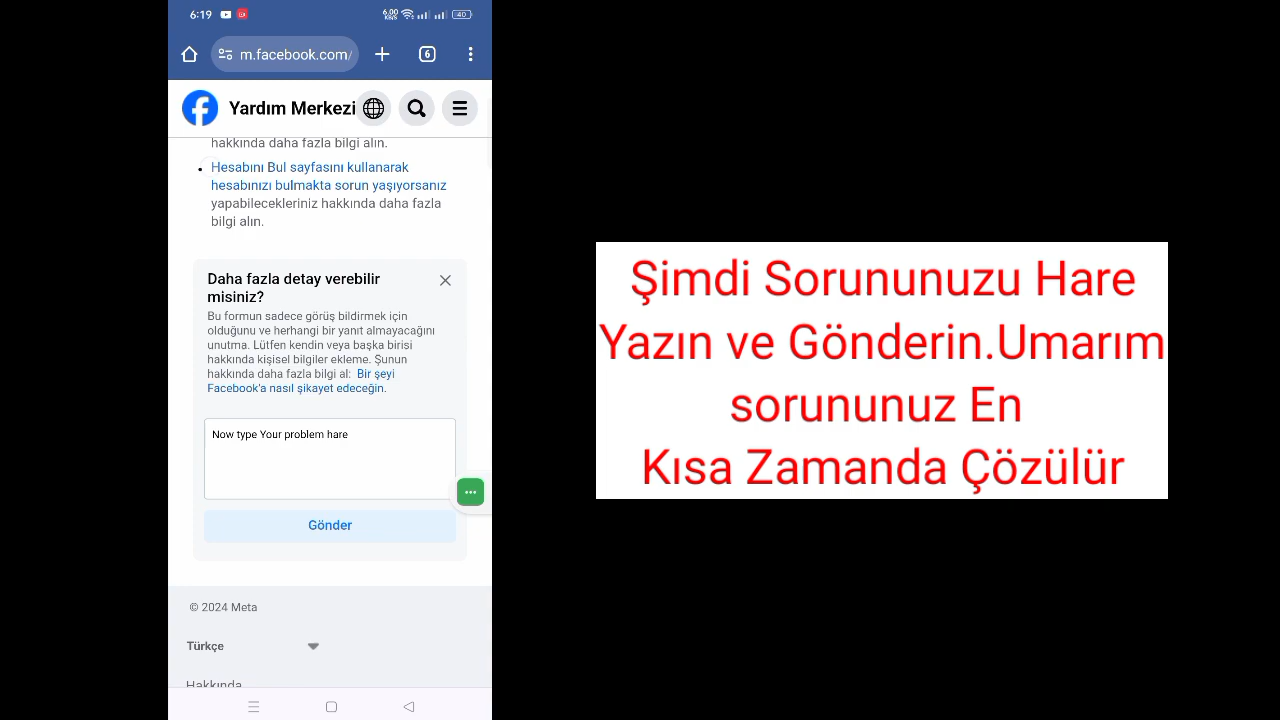 6:19
6,00
KB/S
40
m.facebook.com/
6
Yardım Merkezi
hakkında daha fazla bilgi alın.
Hesabını Bul sayfasını kullanarak
hesabınızı bulmakta sorun yaşıyorsanız
yapabilecekleriniz hakkında daha fazla
bilgi alın.
Daha fazla detay verebilir
misiniz?
Bu formun sadece görüş bildirmek için
olduğunu ve herhangi bir yanıt almayacağını
unutma. Lütfen kendin veya başka birisi
hakkında kişisel bilgiler ekleme. Şunun
hakkında daha fazla bilgi al: Bir şeyi
Facebook'a nasıl şikayet edeceğin.
Now type Your problem hare
Gönder
© 2024 Meta
Türkçe
Hakkında
Şimdi Sorununuzu Hare
Yazın ve Gönderin.Umarım
sorununuz En
Kısa Zamanda Çözülür